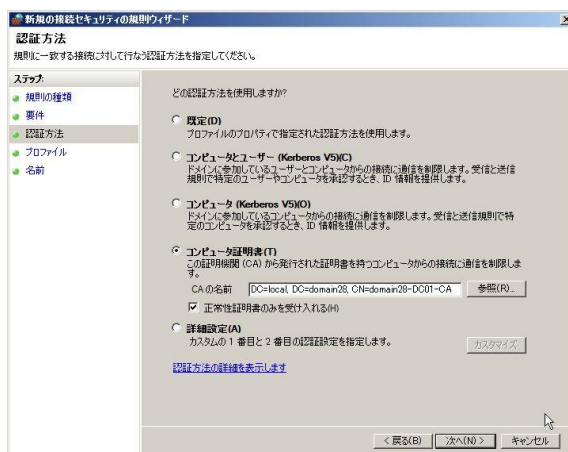 新規の接続セキュリティの規則ウィザード
認証方法
規則に一致する接続に対して行なう認証方法を指定してください。
ステップ:
規則の種類
要件
認証方法
プロファイル
名前
どの認証方法を使用しますか?
既定(D)
プロファイルのプロパティで指定された認証方法を使用します。
コンピュータとユーザー (Kerberos V5)(C)
ドメインに参加しているユーザーとコンピュータからの接続に通信を制限します。受信と送信
規則で特定のユーザーやコンピュータを承認するとき、ID 情報を提供します。
コンピュータ (Kerberos V5)(O)
ドメインに参加しているコンピュータからの接続に通信を制限します。受信と送信規則で特
定のコンピュータを承認するとき、ID 情報を提供します。
コンピュータ証明書(T)
この証明機関 (CA) から発行された証明書を持つコンピュータからの接続に通信を制限しま
す。
CA の名前 DC=local, DC=domain28, CN=domain28-DC01-CA 参照(R)...
正常性証明書のみを受け入れる(H)
詳細設定(A)
カスタムの 1 番目と 2 番目の認証設定を指定します。
カスタマイズ
認証方法の詳細を表示します
< 戻る(B) 次へ(N) > キャンセル